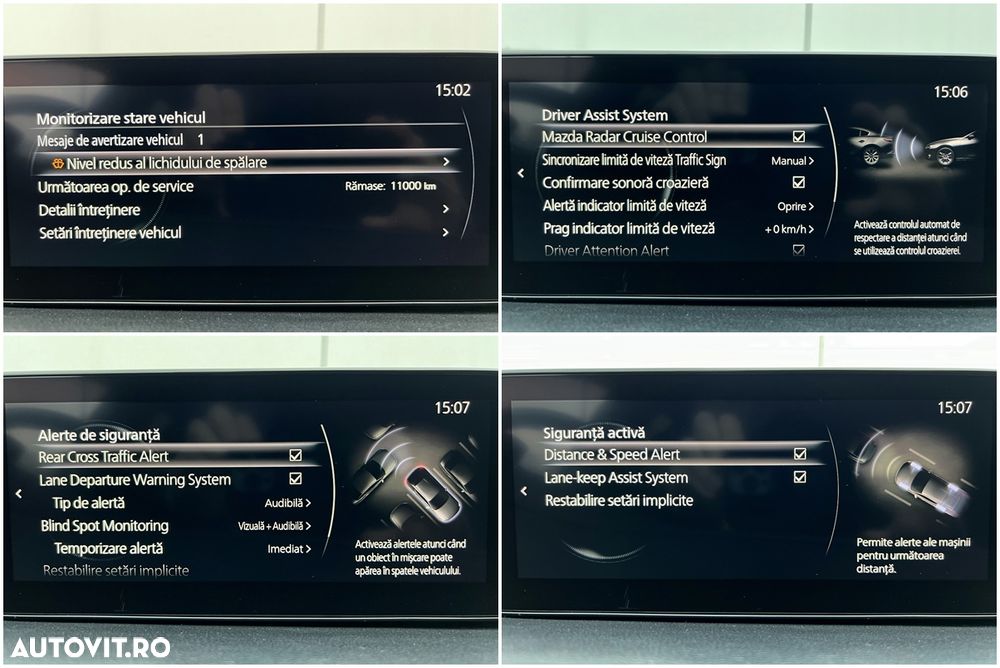 15:02
Monitorizare stare vehicul
Mesaje de avertizare vehicul 1
Nivel redus al lichidului de spălare
Următoarea op. de service Rămase: 11000 km
Detalii întreținere
Setări întreținere vehicul
15:06
Driver Assist System
Mazda Radar Cruise Control
Sincronizare limită de viteză Traffic Sign Manual
Confirmare sonoră croazieră
Alertă indicator limită de viteză Oprire
Prag indicator limită de viteză +0 km/h
Driver Attention Alert
Activează controlul automat de
respectare a distanței atunci când
se utilizează controlul croazierei.
15:07
Alerte de siguranță
Rear Cross Traffic Alert
Lane Departure Warning System
Tip de alertă Audibilă
Blind Spot Monitoring Vizuală + Audibilă
Temporizare alertă Imediat
Restabilire setări implicite
Activează alertele atunci când
un obiect în mișcare poate
apărea în spatele vehiculului.
15:07
Siguranță activă
Distance & Speed Alert
Lane-keep Assist System
Restabilire setări implicite
Permite alerte ale mașinii
pentru următoarea
distanță.
AUTOVIT.RO